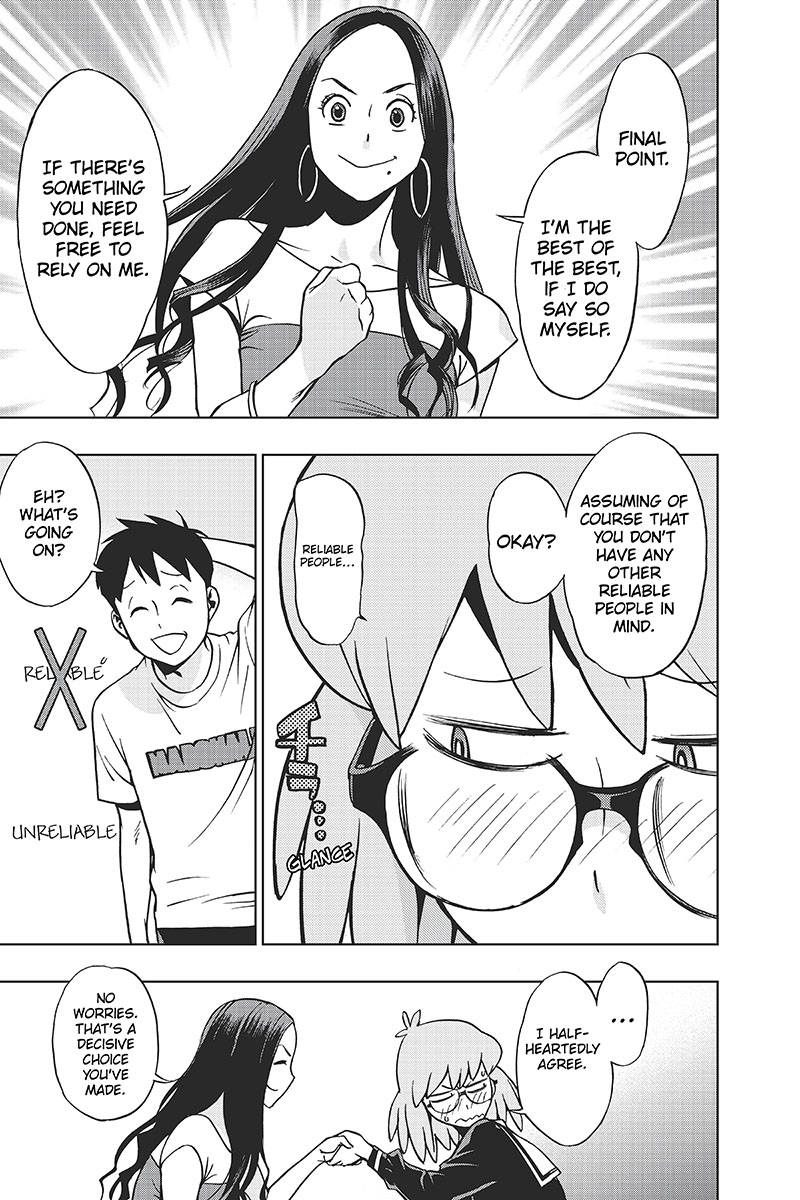 FINAL
POINT.
I'M THE
BEST OF
THE BEST,
IF I DO
SAY SO
MYSELF.
IF THERE'S
SOMETHING
YOU NEED
DONE, FEEL
FREE TO
RELY ON ME.
ASSUMING OF
COURSE THAT
YOU DON'T
HAVE ANY
OTHER
RELIABLE
PEOPLE IN
MIND.
OKAY?
RELIABLE
PEOPLE...
チラ...
GLANCE
EH?
WHAT'S
GOING
ON?
RELIABLE
UNRELIABLE
...
I HALF-
HEARTEDLY
AGREE.
NO
WORRIES.
THAT'S A
DECISIVE
CHOICE
YOU'VE
MADE.